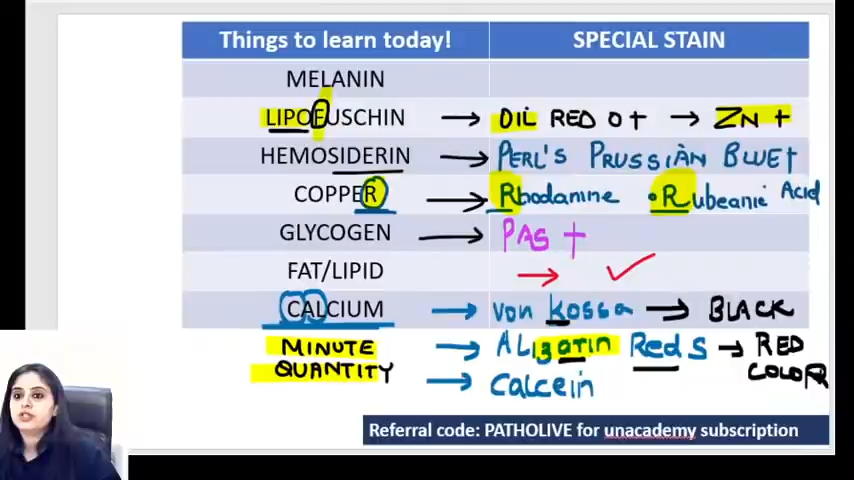 Things to learn today! SPECIAL STAIN
MELANIN
LIPOFUSCHIN → OIL RED O+ → ZN +
HEMOSIDERIN → PERL'S PRUSSIAN BLUE+
COPPER → Rhodanine • Rubeanic Acid
GLYCOGEN → PAS +
FAT/LIPID → ✓
CALCIUM → von kossa → BLACK
MINUTE QUANTITY → ALizarin Red S → RED COLOR
→ Calcein
Referral code: PATHOLIVE for unacademy subscription